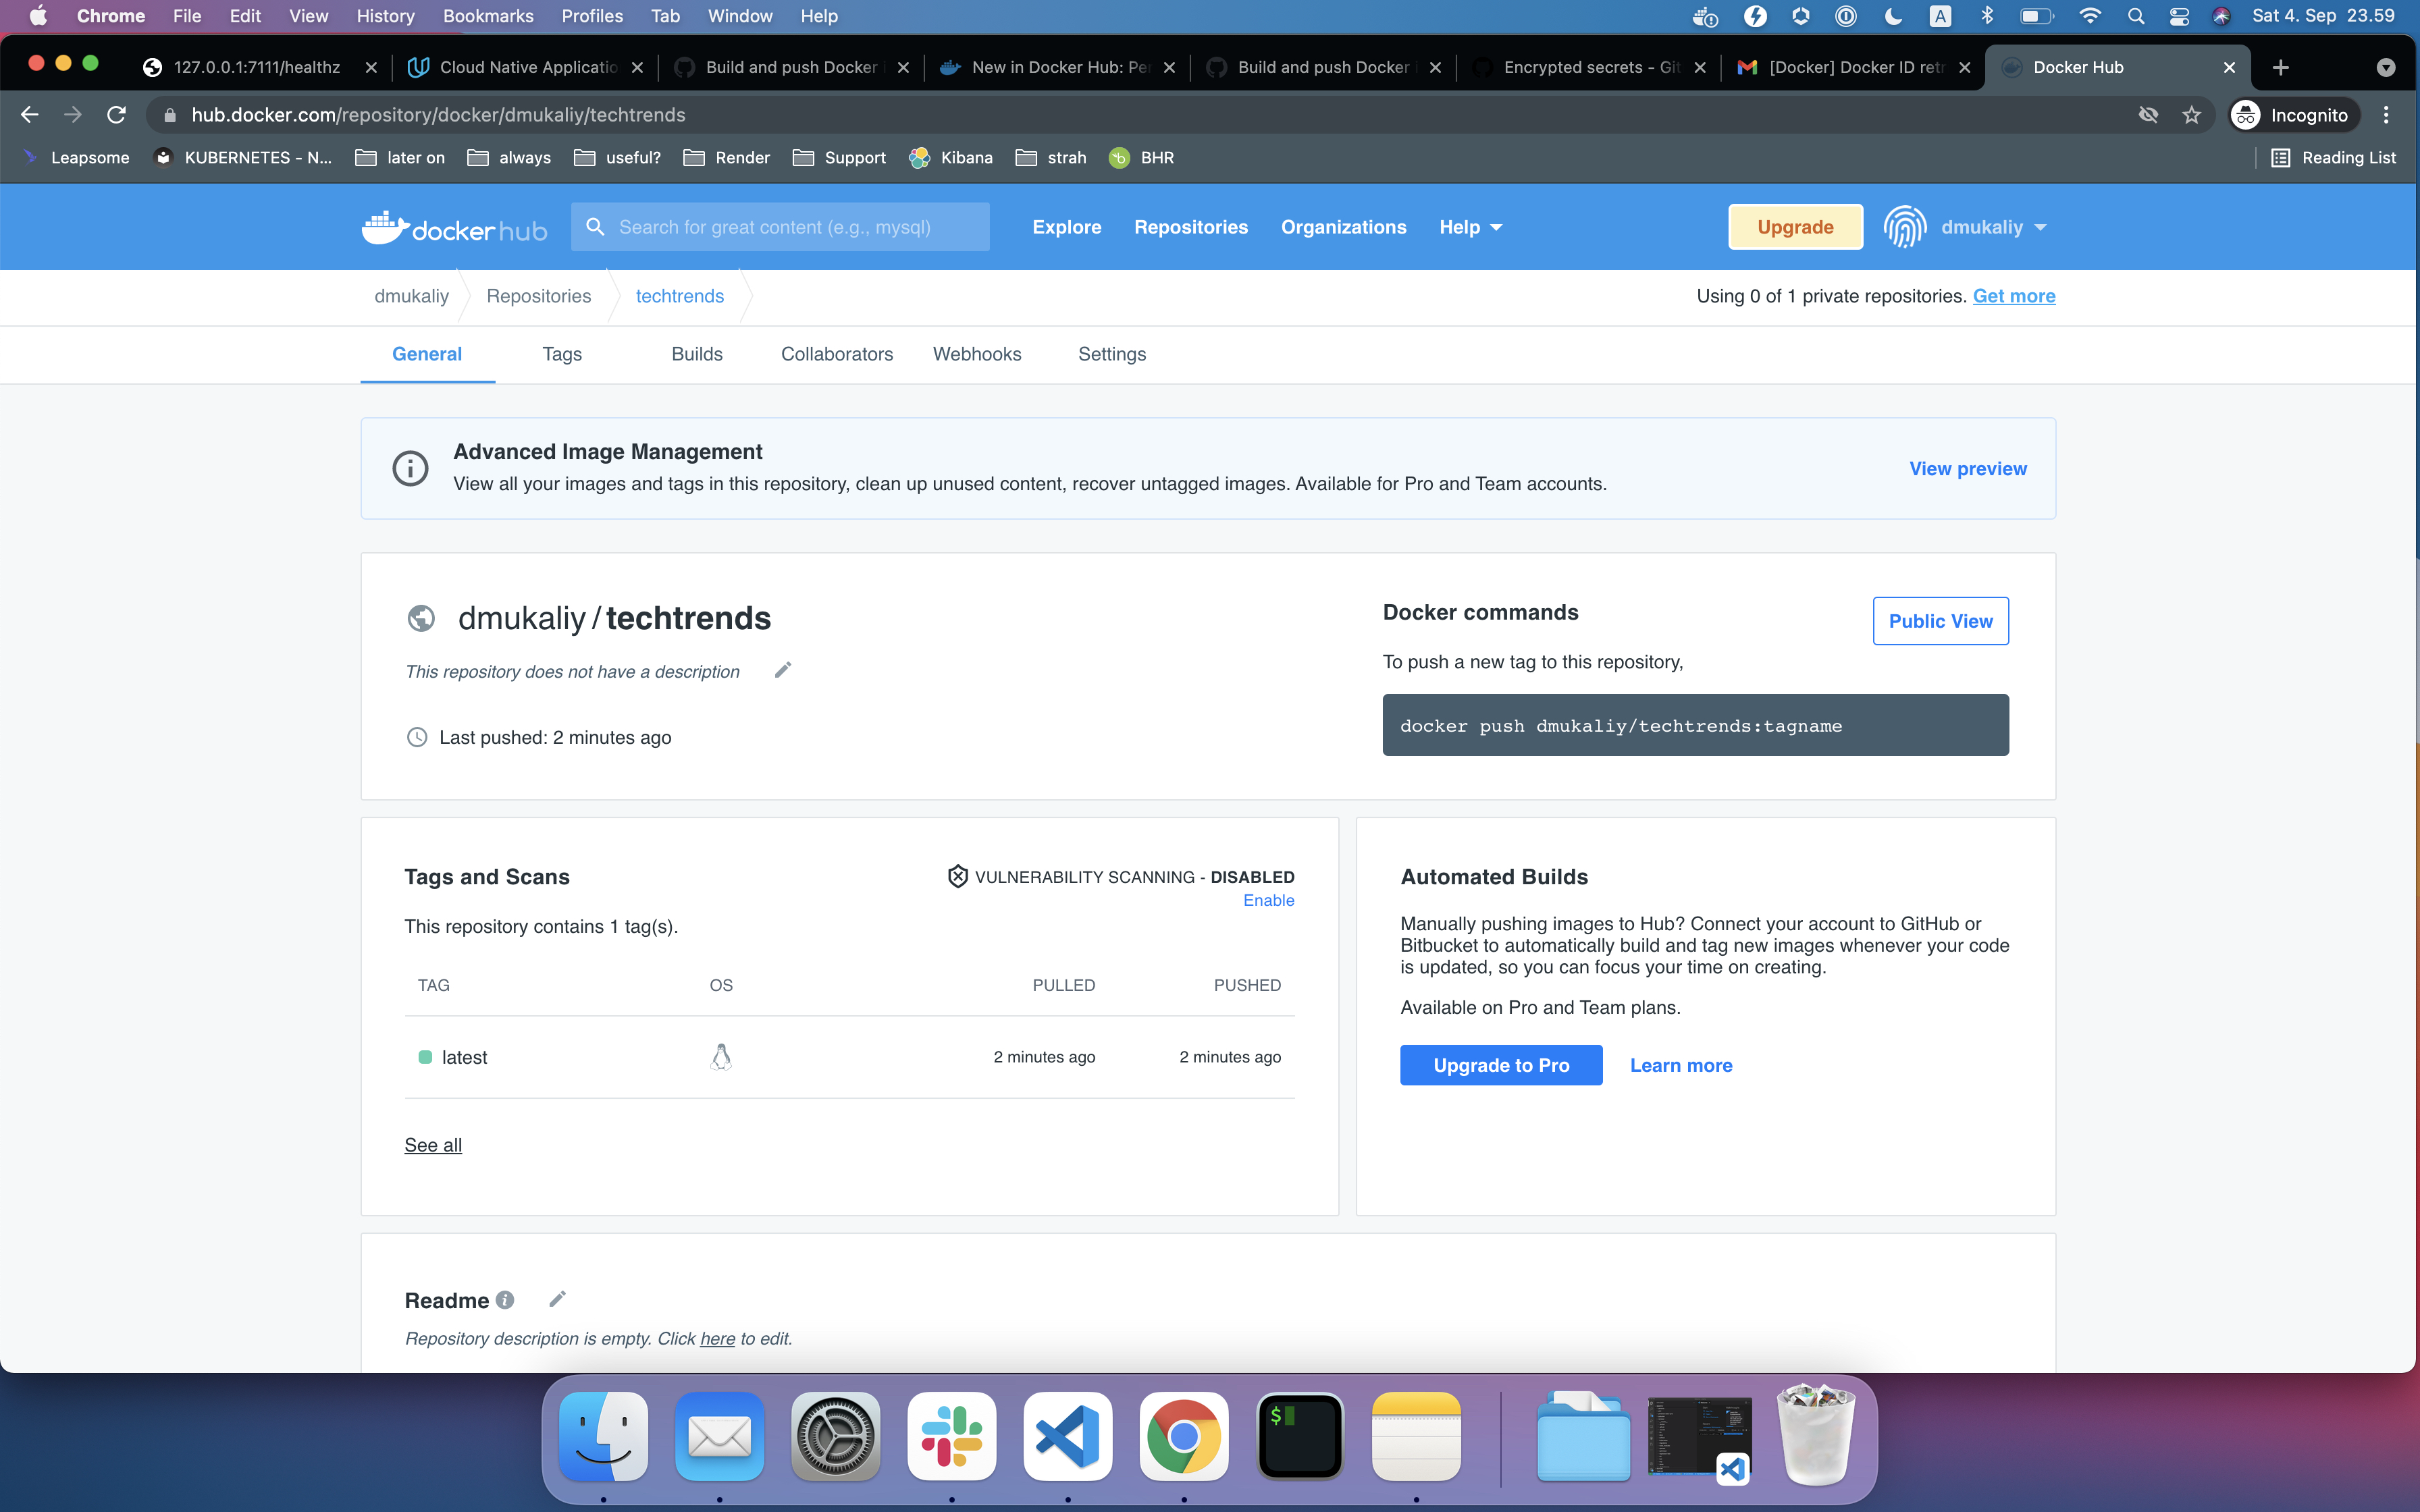 Chrome File Edit View History Bookmarks Profiles Tab Window Help A Sat 4. Sep 23.59
127.0.0.1:7111/healthz Cloud Native Applicatio Build and push Docker i New in Docker Hub: Per Build and push Docker i Encrypted secrets - Git [Docker] Docker ID retr Docker Hub
hub.docker.com/repository/docker/dmukaliy/techtrends Incognito
Leapsome KUBERNETES - N... later on always useful? Render Support Kibana strah BHR Reading List
docker hub Search for great content (e.g., mysql) Explore Repositories Organizations Help Upgrade dmukaliy
dmukaliy Repositories techtrends Using 0 of 1 private repositories. Get more
General Tags Builds Collaborators Webhooks Settings
Advanced Image Management
View all your images and tags in this repository, clean up unused content, recover untagged images. Available for Pro and Team accounts.
View preview
dmukaliy / techtrends
This repository does not have a description
Last pushed: 2 minutes ago
Docker commands
Public View
To push a new tag to this repository,
docker push dmukaliy/techtrends:tagname
Tags and Scans
VULNERABILITY SCANNING - DISABLED
Enable
This repository contains 1 tag(s).
TAG OS PULLED PUSHED
latest 2 minutes ago 2 minutes ago
See all
Automated Builds
Manually pushing images to Hub? Connect your account to GitHub or
Bitbucket to automatically build and tag new images whenever your code
is updated, so you can focus your time on creating.
Available on Pro and Team plans.
Upgrade to Pro Learn more
Readme
Repository description is empty. Click here to edit.
$